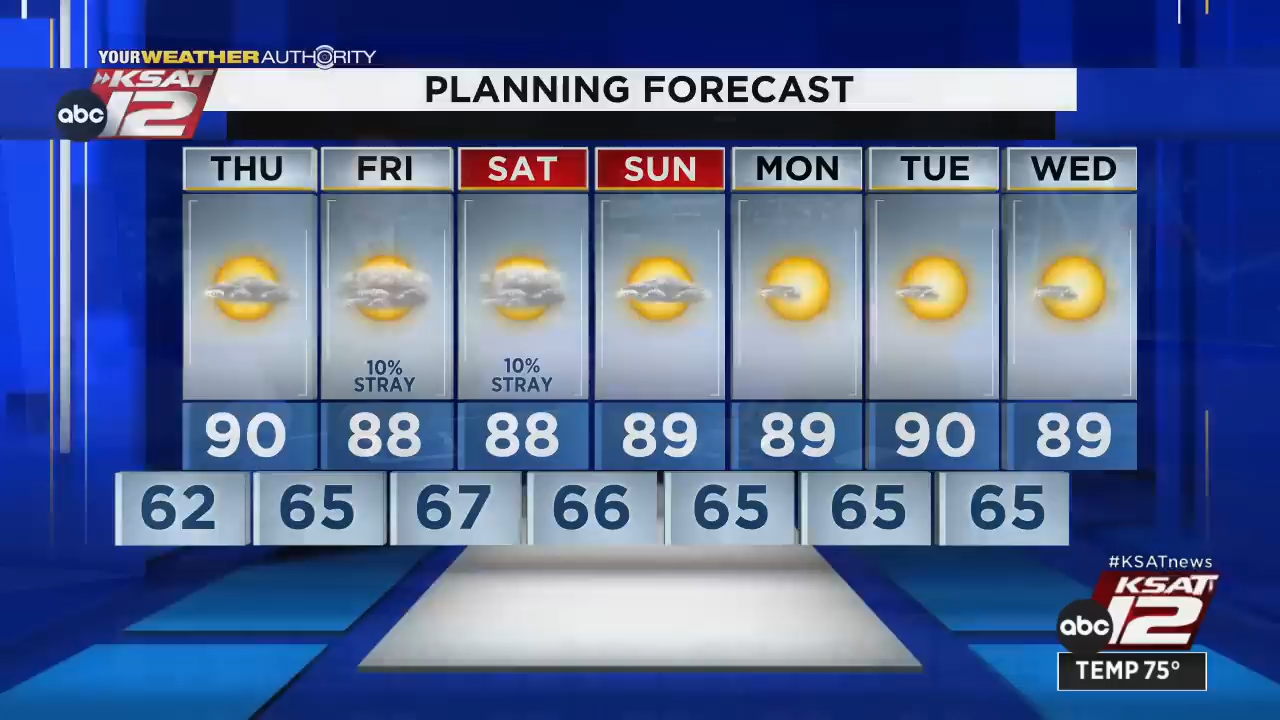 YOURWEATHERAUTHORITY
KSAT
abc 12
PLANNING FORECAST
THU FRI SAT SUN MON TUE WED
10% 10%
STRAY STRAY
90 88 88 89 89 90 89
62 65 67 66 65 65 65
#KSATnews
KSAT
abc 12
TEMP 75°